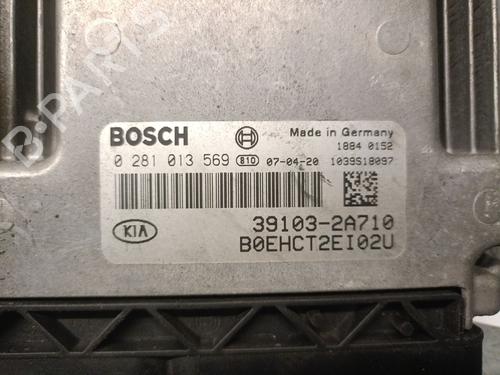 B-PARTS
BOSCH
Made in Germany
1884 0152
0 281 013 569 810 07-04-20 1039S18097
KIA
39103-2A710
B0EHCT2EI02U